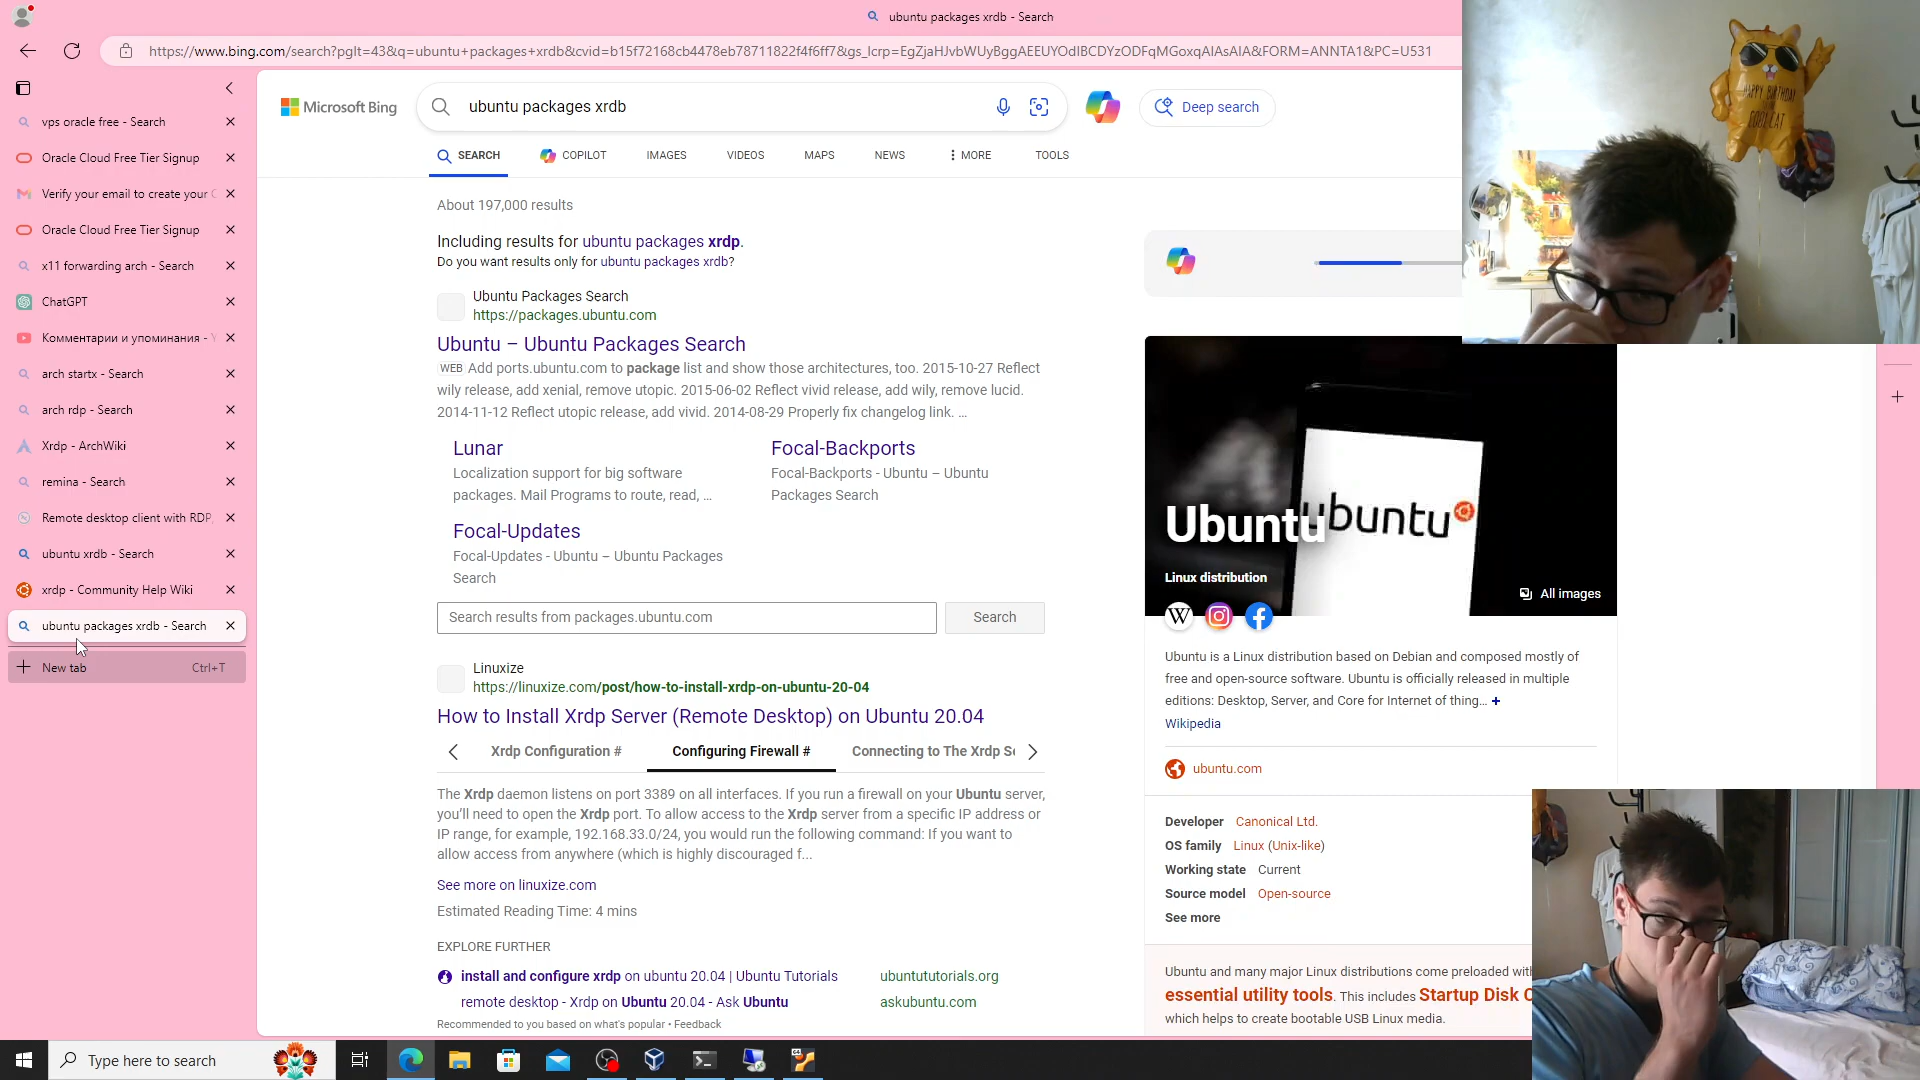 ubuntu packages xrdb - Search
https://www.bing.com/search?pglt=43&q=ubuntu+packages+xrdb&cvid=b15f72168cb4478eb78711822f4f6ff7&gs_lcrp=EgZjaHJvbWUyBggAEEUYOdIBCDYzODFqMGoxqAIAsAIA&FORM=ANNTA1&PC=U531
vps oracle free - Search
Oracle Cloud Free Tier Signup
Verify your email to create your
Oracle Cloud Free Tier Signup
x11 forwarding arch - Search
ChatGPT
Комментарии и упоминания -
arch startx - Search
arch rdp - Search
Xrdp - ArchWiki
remina - Search
Remote desktop client with RDP,
ubuntu xrdb - Search
xrdp - Community Help Wiki
ubuntu packages xrdb - Search
New tab Ctrl+T
Microsoft Bing
ubuntu packages xrdb
Deep search
SEARCH COPILOT IMAGES VIDEOS MAPS NEWS MORE TOOLS
About 197,000 results
Including results for ubuntu packages xrdp.
Do you want results only for ubuntu packages xrdb?
Ubuntu Packages Search
https://packages.ubuntu.com
Ubuntu – Ubuntu Packages Search
WEB Add ports.ubuntu.com to package list and show those architectures, too. 2015-10-27 Reflect
wily release, add xenial, remove utopic. 2015-06-02 Reflect vivid release, add wily, remove lucid.
2014-11-12 Reflect utopic release, add vivid. 2014-08-29 Properly fix changelog link. …
Lunar
Localization support for big software
packages. Mail Programs to route, read, …
Focal-Backports
Focal-Backports - Ubuntu – Ubuntu
Packages Search
Focal-Updates
Focal-Updates - Ubuntu – Ubuntu Packages
Search
Search results from packages.ubuntu.com
Search
Linuxize
https://linuxize.com/post/how-to-install-xrdp-on-ubuntu-20-04
How to Install Xrdp Server (Remote Desktop) on Ubuntu 20.04
Xrdp Configuration # Configuring Firewall # Connecting to The Xrdp
The Xrdp daemon listens on port 3389 on all interfaces. If you run a firewall on your Ubuntu server,
you'll need to open the Xrdp port. To allow access to the Xrdp server from a specific IP address or
IP range, for example, 192.168.33.0/24, you would run the following command: If you want to
allow access from anywhere (which is highly discouraged f...
See more on linuxize.com
Estimated Reading Time: 4 mins
EXPLORE FURTHER
install and configure xrdp on ubuntu 20.04 | Ubuntu Tutorials ubuntututorials.org
remote desktop - Xrdp on Ubuntu 20.04 - Ask Ubuntu askubuntu.com
Recommended to you based on what's popular • Feedback
ubuntu
Ubuntu
Linux distribution
All images
Ubuntu is a Linux distribution based on Debian and composed mostly of
free and open-source software. Ubuntu is officially released in multiple
editions: Desktop, Server, and Core for Internet of thing… +
Wikipedia
ubuntu.com
Developer Canonical Ltd.
OS family Linux (Unix-like)
Working state Current
Source model Open-source
See more
Ubuntu and many major Linux distributions come preloaded
essential utility tools. This includes Startup Disk
which helps to create bootable USB Linux media.
HAPPY BIRTHDAY
COOL CAT
Type here to search